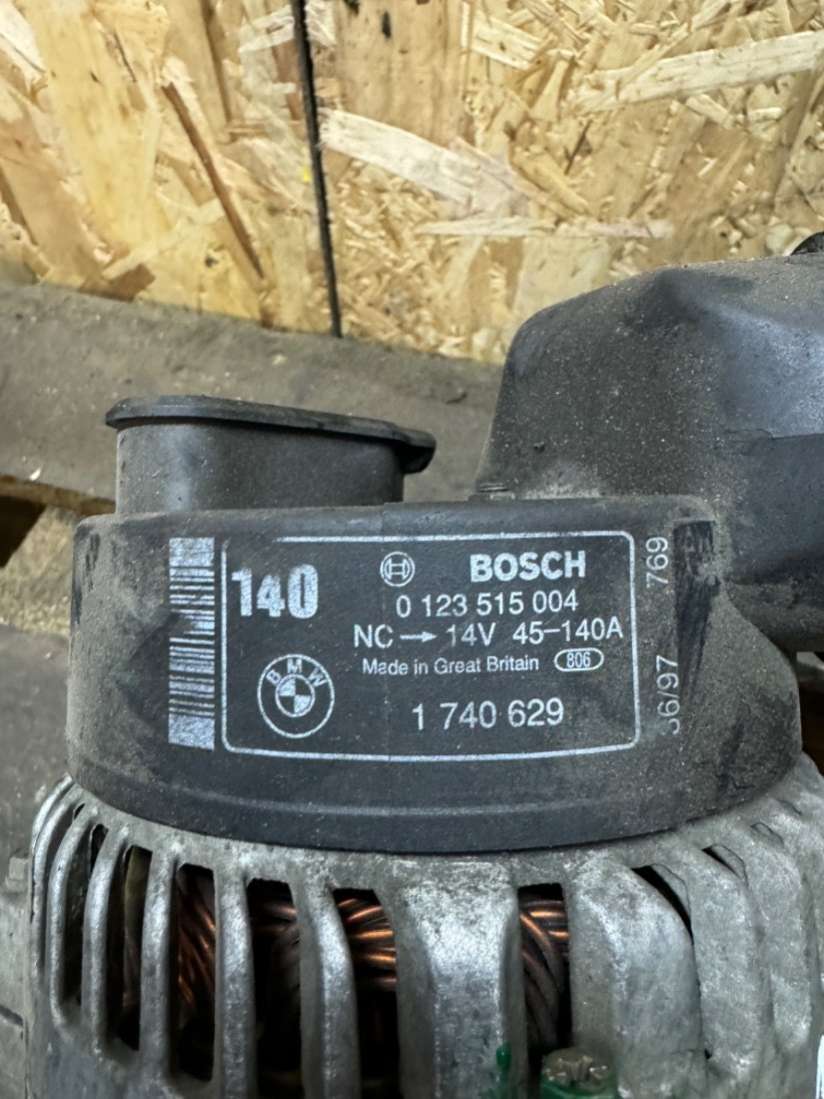 140
BOSCH
0 123 515 004
NC → 14V 45-140A
Made in Great Britain 806
BMW
1 740 629
769
36/97